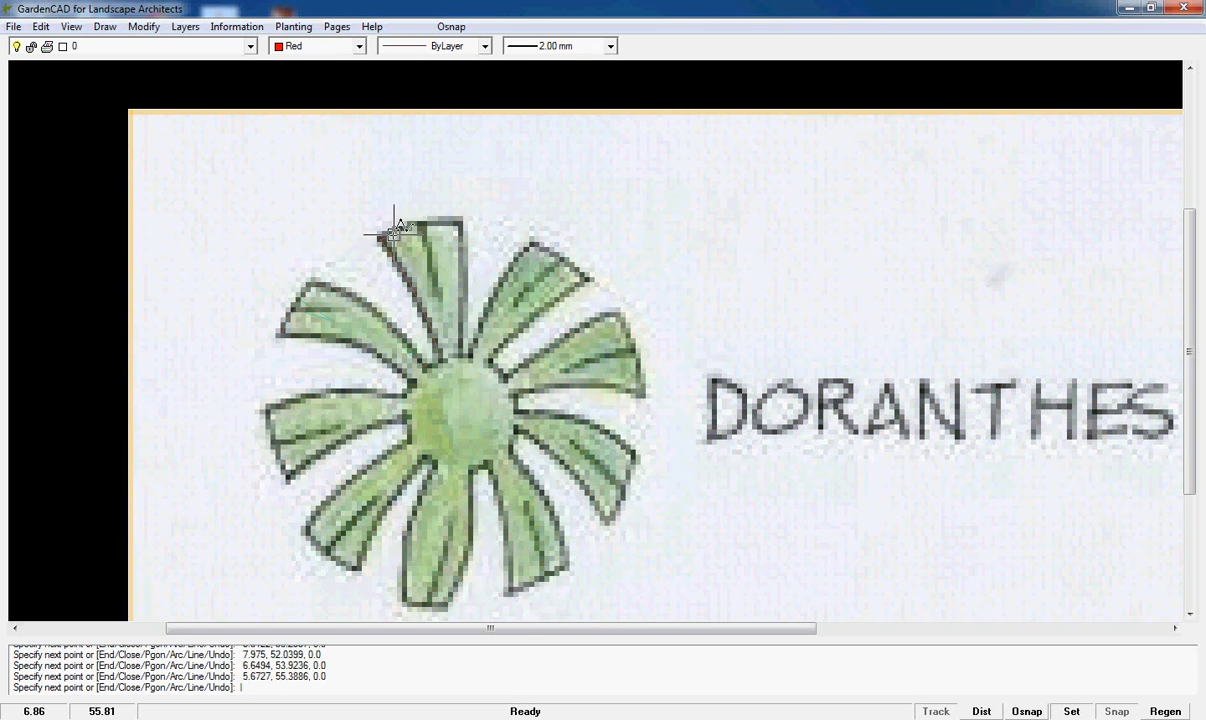 GardenCAD for Landscape Architects
File Edit View Draw Modify Layers Information Planting Pages Help Osnap
0 Red ByLayer 2.00 mm
DORANTHES
Specify next point or [End/Close/Pgon/Arc/Line/Undo]: 7.975, 52.0399, 0.0
Specify next point or [End/Close/Pgon/Arc/Line/Undo]: 6.6494, 53.9236, 0.0
Specify next point or [End/Close/Pgon/Arc/Line/Undo]: 5.6727, 55.3886, 0.0
Specify next point or [End/Close/Pgon/Arc/Line/Undo]:
6.86 55.81 Ready Track Dist Osnap Set Snap Regen